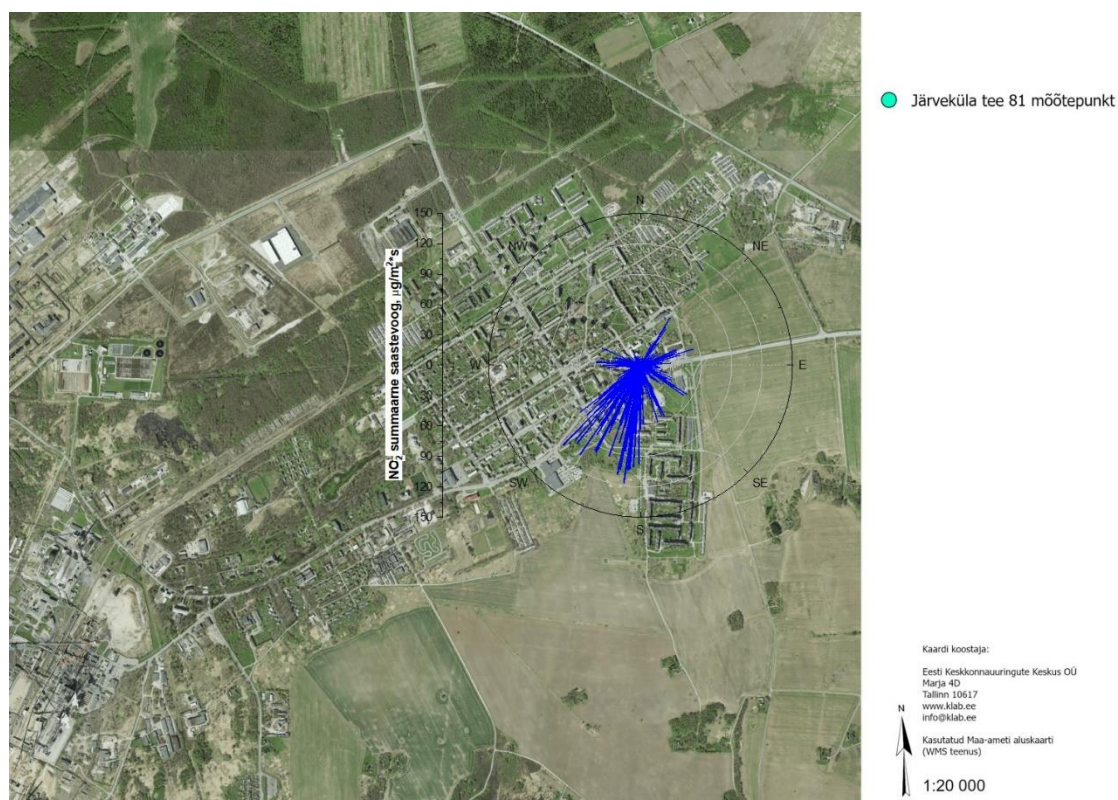 Järveküla tee 81 mõõtepunkt
NO2 summaarne saastevoog, µg/m²*s
150
120
90
60
30
0
30
60
90
120
150
N
NE
E
SE
S
SW
W
NW
Kaardi koostaja:
Eesti Keskkonnauuringute Keskus OÜ
Marja 4D
Tallinn 10617
www.klab.ee
info@klab.ee
Kasutatud Maa-ameti aluskaarti
(WMS teenus)
N
1:20 000